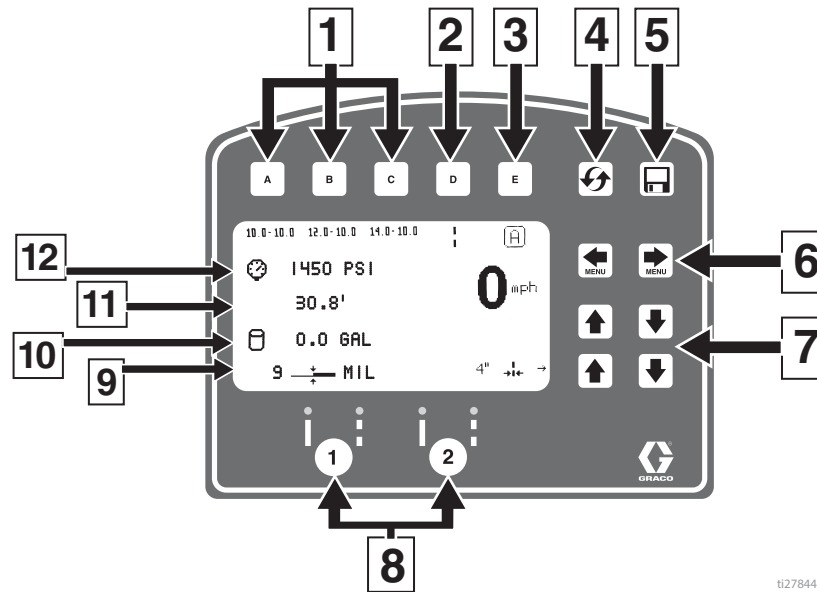 1 2 3 4 5
A B C D E
10.0-10.0 12.0-10.0 14.0-10.0 A
12 1450 PSI 0 mph MENU MENU 6
11 30.8'
10 0.0 GAL 7
9 9 MIL 4"
1 2
GRACO
8
ti27844